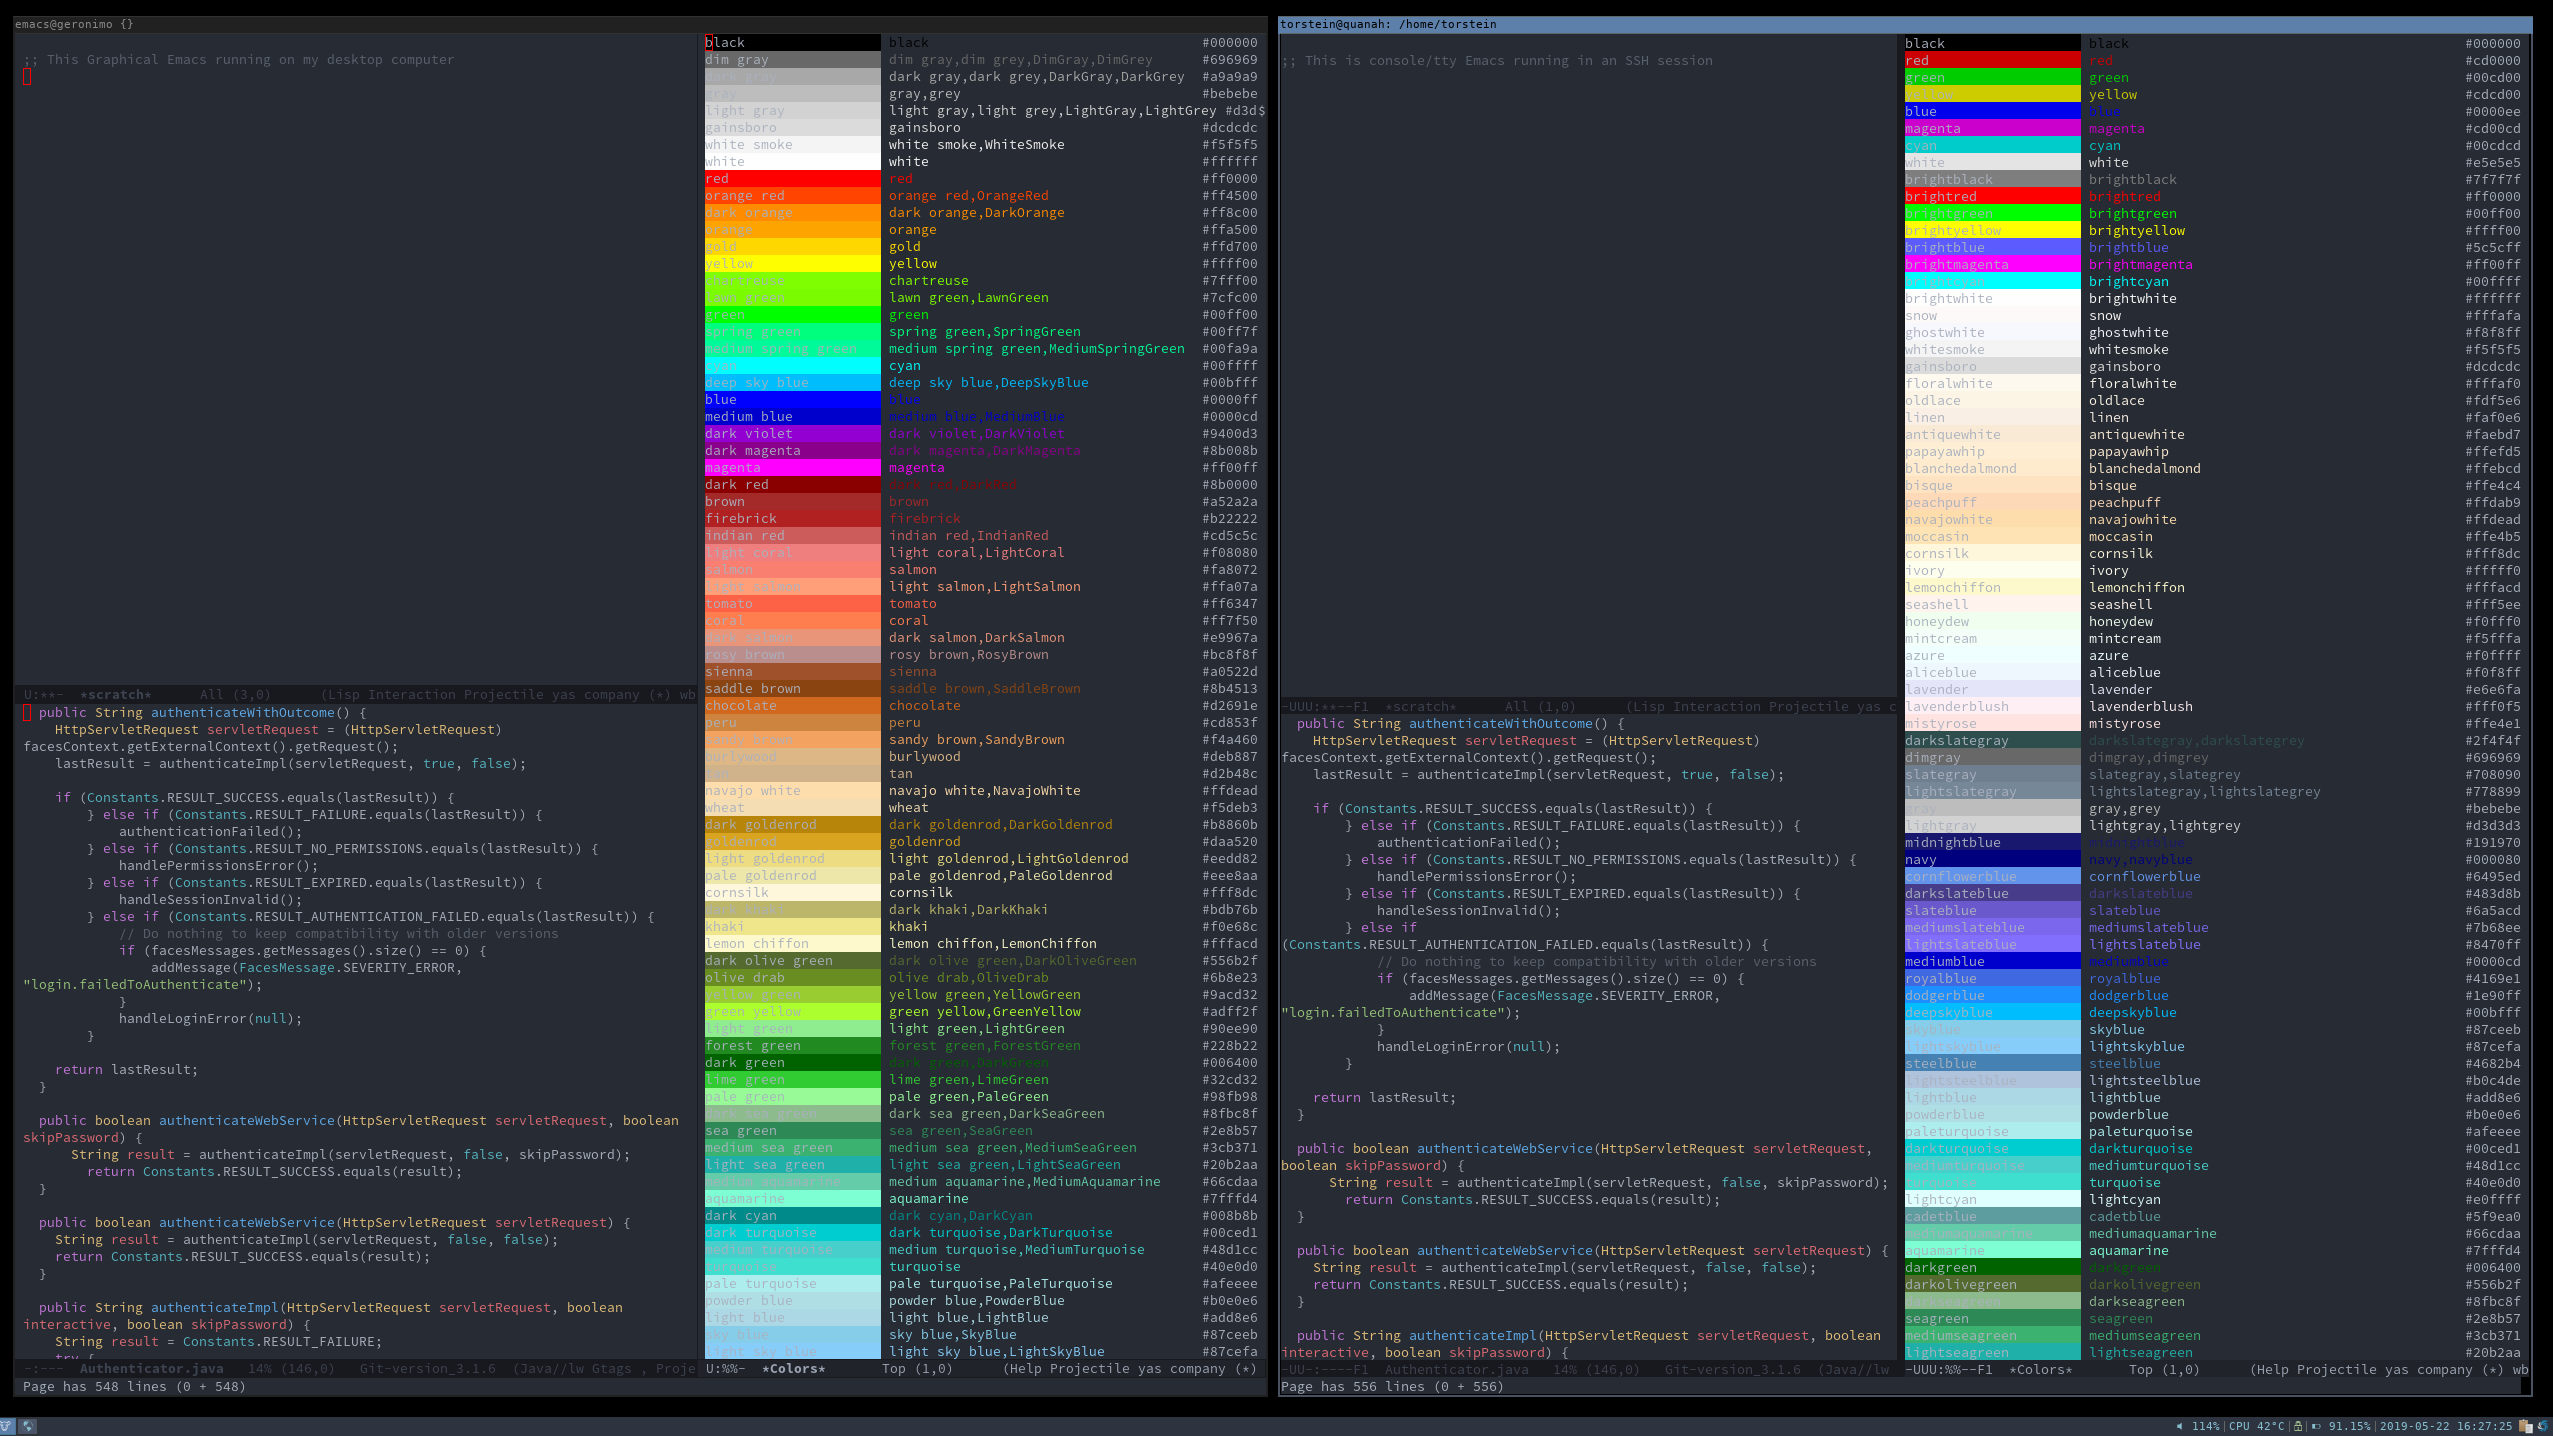 emacs@geronimo {}
;; This Graphical Emacs running on my desktop computer
U:**-  *scratch*      All (3,0)      (Lisp Interaction Projectile yas company (*) wb
  public String authenticateWithOutcome() {
    HttpServletRequest servletRequest = (HttpServletRequest)
facesContext.getExternalContext().getRequest();
    lastResult = authenticateImpl(servletRequest, true, false);
    if (Constants.RESULT_SUCCESS.equals(lastResult)) {
        } else if (Constants.RESULT_FAILURE.equals(lastResult)) {
            authenticationFailed();
        } else if (Constants.RESULT_NO_PERMISSIONS.equals(lastResult)) {
            handlePermissionsError();
        } else if (Constants.RESULT_EXPIRED.equals(lastResult)) {
            handleSessionInvalid();
        } else if (Constants.RESULT_AUTHENTICATION_FAILED.equals(lastResult)) {
            // Do nothing to keep compatibility with older versions
            if (facesMessages.getMessages().size() == 0) {
                addMessage(FacesMessage.SEVERITY_ERROR,
"login.failedToAuthenticate");
            }
            handleLoginError(null);
        }
    return lastResult;
  }
  public boolean authenticateWebService(HttpServletRequest servletRequest, boolean
skipPassword) {
      String result = authenticateImpl(servletRequest, false, skipPassword);
        return Constants.RESULT_SUCCESS.equals(result);
  }
  public boolean authenticateWebService(HttpServletRequest servletRequest) {
    String result = authenticateImpl(servletRequest, false, false);
    return Constants.RESULT_SUCCESS.equals(result);
  }
  public String authenticateImpl(HttpServletRequest servletRequest, boolean
interactive, boolean skipPassword) {
    String result = Constants.RESULT_FAILURE;
    try {
-:---  Authenticator.java   14% (146,0)   Git-version_3.1.6  (Java//lw Gtags , Proje
Page has 548 lines (0 + 548)
black black #000000
dim gray dim gray,dim grey,DimGray,DimGrey #696969
dark gray dark gray,dark grey,DarkGray,DarkGrey #a9a9a9
gray gray,grey #bebebe
light gray light gray,light grey,LightGray,LightGrey #d3d$
gainsboro gainsboro #dcdcdc
white smoke white smoke,WhiteSmoke #f5f5f5
white white #ffffff
red red #ff0000
orange red orange red,OrangeRed #ff4500
dark orange dark orange,DarkOrange #ff8c00
orange orange #ffa500
gold gold #ffd700
yellow yellow #ffff00
chartreuse chartreuse #7fff00
lawn green lawn green,LawnGreen #7cfc00
green green #00ff00
spring green spring green,SpringGreen #00ff7f
medium spring green medium spring green,MediumSpringGreen #00fa9a
cyan cyan #00ffff
deep sky blue deep sky blue,DeepSkyBlue #00bfff
blue blue #0000ff
medium blue medium blue,MediumBlue #0000cd
dark violet dark violet,DarkViolet #9400d3
dark magenta dark magenta,DarkMagenta #8b008b
magenta magenta #ff00ff
dark red dark red,DarkRed #8b0000
brown brown #a52a2a
firebrick firebrick #b22222
indian red indian red,IndianRed #cd5c5c
light coral light coral,LightCoral #f08080
salmon salmon #fa8072
light salmon light salmon,LightSalmon #ffa07a
tomato tomato #ff6347
coral coral #ff7f50
dark salmon dark salmon,DarkSalmon #e9967a
rosy brown rosy brown,RosyBrown #bc8f8f
sienna sienna #a0522d
saddle brown saddle brown,SaddleBrown #8b4513
chocolate chocolate #d2691e
peru peru #cd853f
sandy brown sandy brown,SandyBrown #f4a460
burlywood burlywood #deb887
tan tan #d2b48c
navajo white navajo white,NavajoWhite #ffdead
wheat wheat #f5deb3
dark goldenrod dark goldenrod,DarkGoldenrod #b8860b
goldenrod goldenrod #daa520
light goldenrod light goldenrod,LightGoldenrod #eedd82
pale goldenrod pale goldenrod,PaleGoldenrod #eee8aa
cornsilk cornsilk #fff8dc
dark khaki dark khaki,DarkKhaki #bdb76b
khaki khaki #f0e68c
lemon chiffon lemon chiffon,LemonChiffon #fffacd
dark olive green dark olive green,DarkOliveGreen #556b2f
olive drab olive drab,OliveDrab #6b8e23
yellow green yellow green,YellowGreen #9acd32
green yellow green yellow,GreenYellow #adff2f
light green light green,LightGreen #90ee90
forest green forest green,ForestGreen #228b22
dark green dark green,DarkGreen #006400
lime green lime green,LimeGreen #32cd32
pale green pale green,PaleGreen #98fb98
dark sea green dark sea green,DarkSeaGreen #8fbc8f
sea green sea green,SeaGreen #2e8b57
medium sea green medium sea green,MediumSeaGreen #3cb371
light sea green light sea green,LightSeaGreen #20b2aa
medium aquamarine medium aquamarine,MediumAquamarine #66cdaa
aquamarine aquamarine #7fffd4
dark cyan dark cyan,DarkCyan #008b8b
dark turquoise dark turquoise,DarkTurquoise #00ced1
medium turquoise medium turquoise,MediumTurquoise #48d1cc
turquoise turquoise #40e0d0
pale turquoise pale turquoise,PaleTurquoise #afeeee
powder blue powder blue,PowderBlue #b0e0e6
light blue light blue,LightBlue #add8e6
sky blue sky blue,SkyBlue #87ceeb
light sky blue light sky blue,LightSkyBlue #87cefa
U:%%-  *Colors*       Top (1,0)      (Help Projectile yas company (*)
torstein@quanah: /home/torstein
;; This is console/tty Emacs running in an SSH session
-UUU:**--F1  *scratch*      All (1,0)      (Lisp Interaction Projectile yas c
  public String authenticateWithOutcome() {
    HttpServletRequest servletRequest = (HttpServletRequest)
facesContext.getExternalContext().getRequest();
    lastResult = authenticateImpl(servletRequest, true, false);
    if (Constants.RESULT_SUCCESS.equals(lastResult)) {
        } else if (Constants.RESULT_FAILURE.equals(lastResult)) {
            authenticationFailed();
        } else if (Constants.RESULT_NO_PERMISSIONS.equals(lastResult)) {
            handlePermissionsError();
        } else if (Constants.RESULT_EXPIRED.equals(lastResult)) {
            handleSessionInvalid();
        } else if
(Constants.RESULT_AUTHENTICATION_FAILED.equals(lastResult)) {
            // Do nothing to keep compatibility with older versions
            if (facesMessages.getMessages().size() == 0) {
                addMessage(FacesMessage.SEVERITY_ERROR,
"login.failedToAuthenticate");
            }
            handleLoginError(null);
        }
    return lastResult;
  }
  public boolean authenticateWebService(HttpServletRequest servletRequest,
boolean skipPassword) {
      String result = authenticateImpl(servletRequest, false, skipPassword);
        return Constants.RESULT_SUCCESS.equals(result);
  }
  public boolean authenticateWebService(HttpServletRequest servletRequest) {
    String result = authenticateImpl(servletRequest, false, false);
    return Constants.RESULT_SUCCESS.equals(result);
  }
  public String authenticateImpl(HttpServletRequest servletRequest, boolean
interactive, boolean skipPassword) {
-UU-:----F1  Authenticator.java   14% (146,0)   Git-version_3.1.6  (Java//lw
Page has 556 lines (0 + 556)
black black #000000
red red #cd0000
green green #00cd00
yellow yellow #cdcd00
blue blue #0000ee
magenta magenta #cd00cd
cyan cyan #00cdcd
white white #e5e5e5
brightblack brightblack #7f7f7f
brightred brightred #ff0000
brightgreen brightgreen #00ff00
brightyellow brightyellow #ffff00
brightblue brightblue #5c5cff
brightmagenta brightmagenta #ff00ff
brightcyan brightcyan #00ffff
brightwhite brightwhite #ffffff
snow snow #fffafa
ghostwhite ghostwhite #f8f8ff
whitesmoke whitesmoke #f5f5f5
gainsboro gainsboro #dcdcdc
floralwhite floralwhite #fffaf0
oldlace oldlace #fdf5e6
linen linen #faf0e6
antiquewhite antiquewhite #faebd7
papayawhip papayawhip #ffefd5
blanchedalmond blanchedalmond #ffebcd
bisque bisque #ffe4c4
peachpuff peachpuff #ffdab9
navajowhite navajowhite #ffdead
moccasin moccasin #ffe4b5
cornsilk cornsilk #fff8dc
ivory ivory #fffff0
lemonchiffon lemonchiffon #fffacd
seashell seashell #fff5ee
honeydew honeydew #f0fff0
mintcream mintcream #f5fffa
azure azure #f0ffff
aliceblue aliceblue #f0f8ff
lavender lavender #e6e6fa
lavenderblush lavenderblush #fff0f5
mistyrose mistyrose #ffe4e1
darkslategray darkslategray,darkslategrey #2f4f4f
dimgray dimgray,dimgrey #696969
slategray slategray,slategrey #708090
lightslategray lightslategray,lightslategrey #778899
gray gray,grey #bebebe
lightgray lightgray,lightgrey #d3d3d3
midnightblue midnightblue #191970
navy navy,navyblue #000080
cornflowerblue cornflowerblue #6495ed
darkslateblue darkslateblue #483d8b
slateblue slateblue #6a5acd
mediumslateblue mediumslateblue #7b68ee
lightslateblue lightslateblue #8470ff
mediumblue mediumblue #0000cd
royalblue royalblue #4169e1
dodgerblue dodgerblue #1e90ff
deepskyblue deepskyblue #00bfff
skyblue skyblue #87ceeb
lightskyblue lightskyblue #87cefa
steelblue steelblue #4682b4
lightsteelblue lightsteelblue #b0c4de
lightblue lightblue #add8e6
powderblue powderblue #b0e0e6
paleturquoise paleturquoise #afeeee
darkturquoise darkturquoise #00ced1
mediumturquoise mediumturquoise #48d1cc
turquoise turquoise #40e0d0
lightcyan lightcyan #e0ffff
cadetblue cadetblue #5f9ea0
mediumaquamarine mediumaquamarine #66cdaa
aquamarine aquamarine #7fffd4
darkgreen darkgreen #006400
darkolivegreen darkolivegreen #556b2f
darkseagreen darkseagreen #8fbc8f
seagreen seagreen #2e8b57
mediumseagreen mediumseagreen #3cb371
lightseagreen lightseagreen #20b2aa
-UUU:%%--F1  *Colors*       Top (1,0)      (Help Projectile yas company (*) wb
114% CPU 42°C 91.15% 2019-05-22 16:27:25